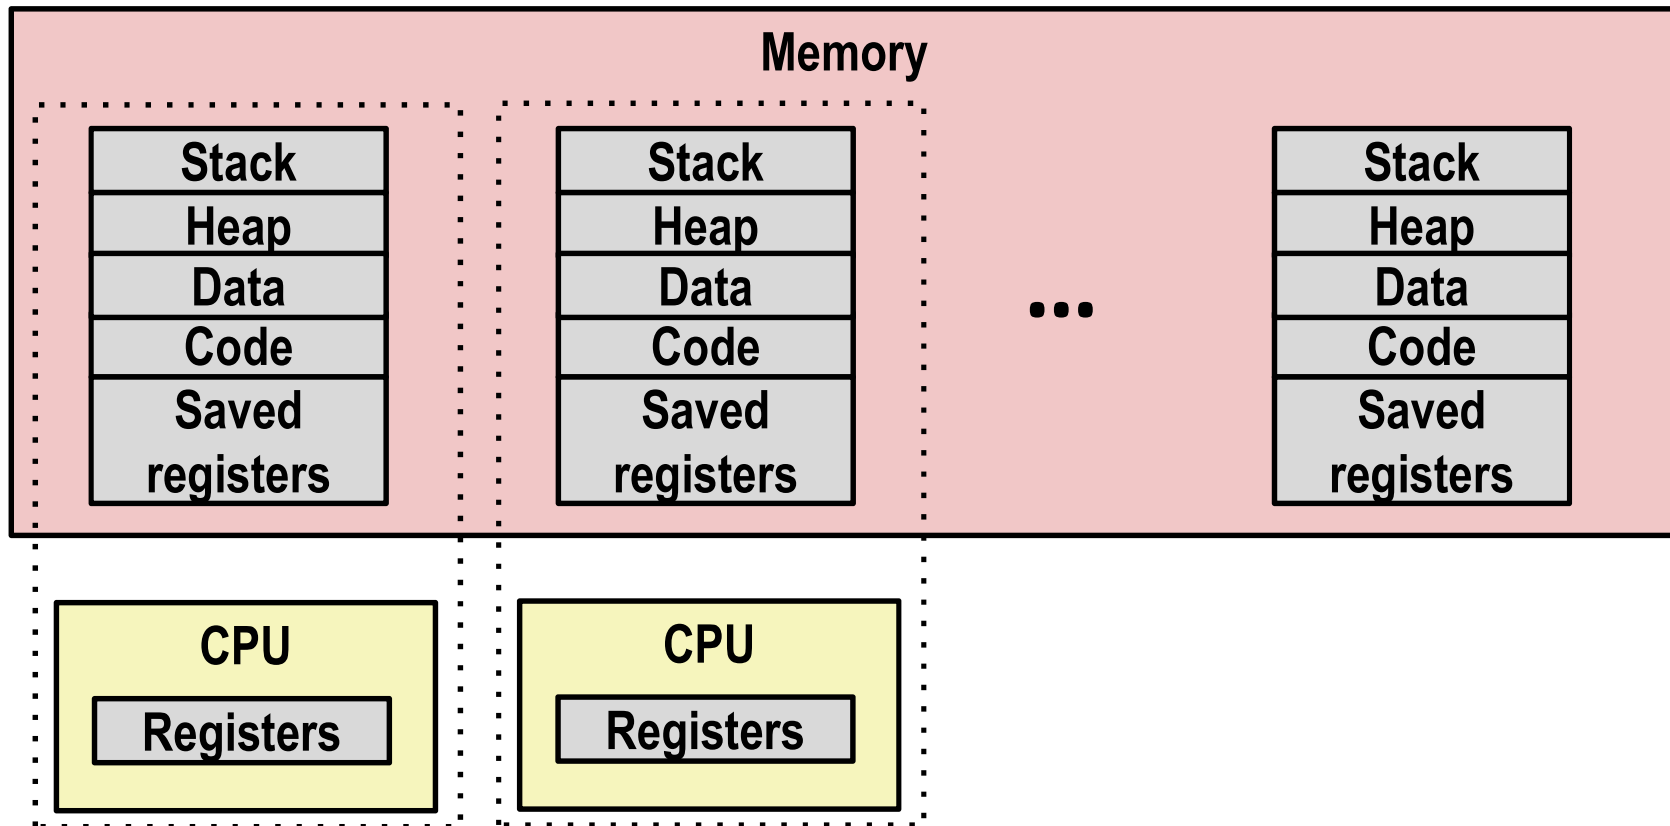 Memory
Stack
Heap
Data
Code
Saved
registers
Stack
Heap
Data
Code
Saved
registers
...
Stack
Heap
Data
Code
Saved
registers
CPU
Registers
CPU
Registers